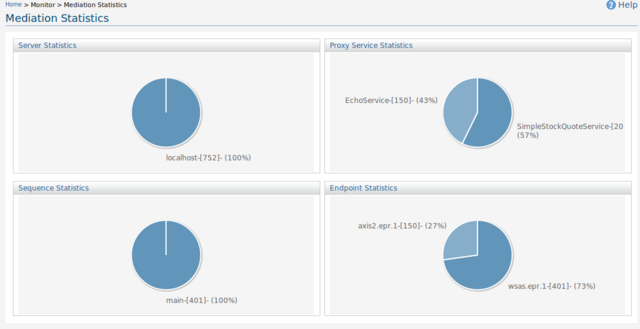 Home > Monitor > Mediation Statistics
Help
Mediation Statistics
Server Statistics
localhost-[752]- (100%)
Proxy Service Statistics
EchoService-[150]- (43%)
SimpleStockQuoteService-[20
(57%)
Sequence Statistics
main-[401]- (100%)
Endpoint Statistics
axis2.epr.1-[150]- (27%)
wsas.epr.1-[401]- (73%)